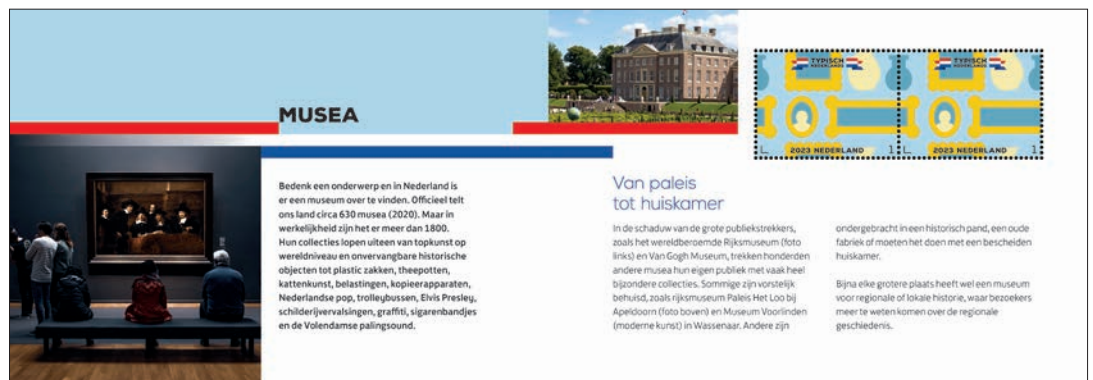 MUSEA
TYPISCH
NEDERLANDS
TYPISCH
NEDERLANDS
2023 NEDERLAND 1
2023 NEDERLAND 1
Bedenk een onderwerp en in Nederland is
er een museum over te vinden. Officieel telt
ons land circa 630 musea (2020). Maar in
werkelijkheid zijn het er meer dan 1800.
Hun collecties lopen uiteen van topkunst op
wereldniveau en onvervangbare historische
objecten tot plastic zakken, theepotten,
kattenkunst, belastingen, kopieerapparaten,
Nederlandse pop, trolleybussen, Elvis Presley,
schilderijvervalsingen, graffiti, sigarenbandjes
en de Volendamse palingsound.
Van paleis
tot huiskamer
In de schaduw van de grote publiekstrekkers,
zoals het wereldberoemde Rijksmuseum (foto
links) en Van Gogh Museum, trekken honderden
andere musea hun eigen publiek met vaak heel
bijzondere collecties. Sommige zijn vorstelijk
behuisd, zoals rijksmuseum Paleis Het Loo bij
Apeldoorn (foto boven) en Museum Voorlinden
(moderne kunst) in Wassenaar. Andere zijn
ondergebracht in een historisch pand, een oude
fabriek of moeten het doen met een bescheiden
huiskamer.
Bijna elke grotere plaats heeft wel een museum
voor regionale of lokale historie, waar bezoekers
meer te weten komen over de regionale
geschiedenis.